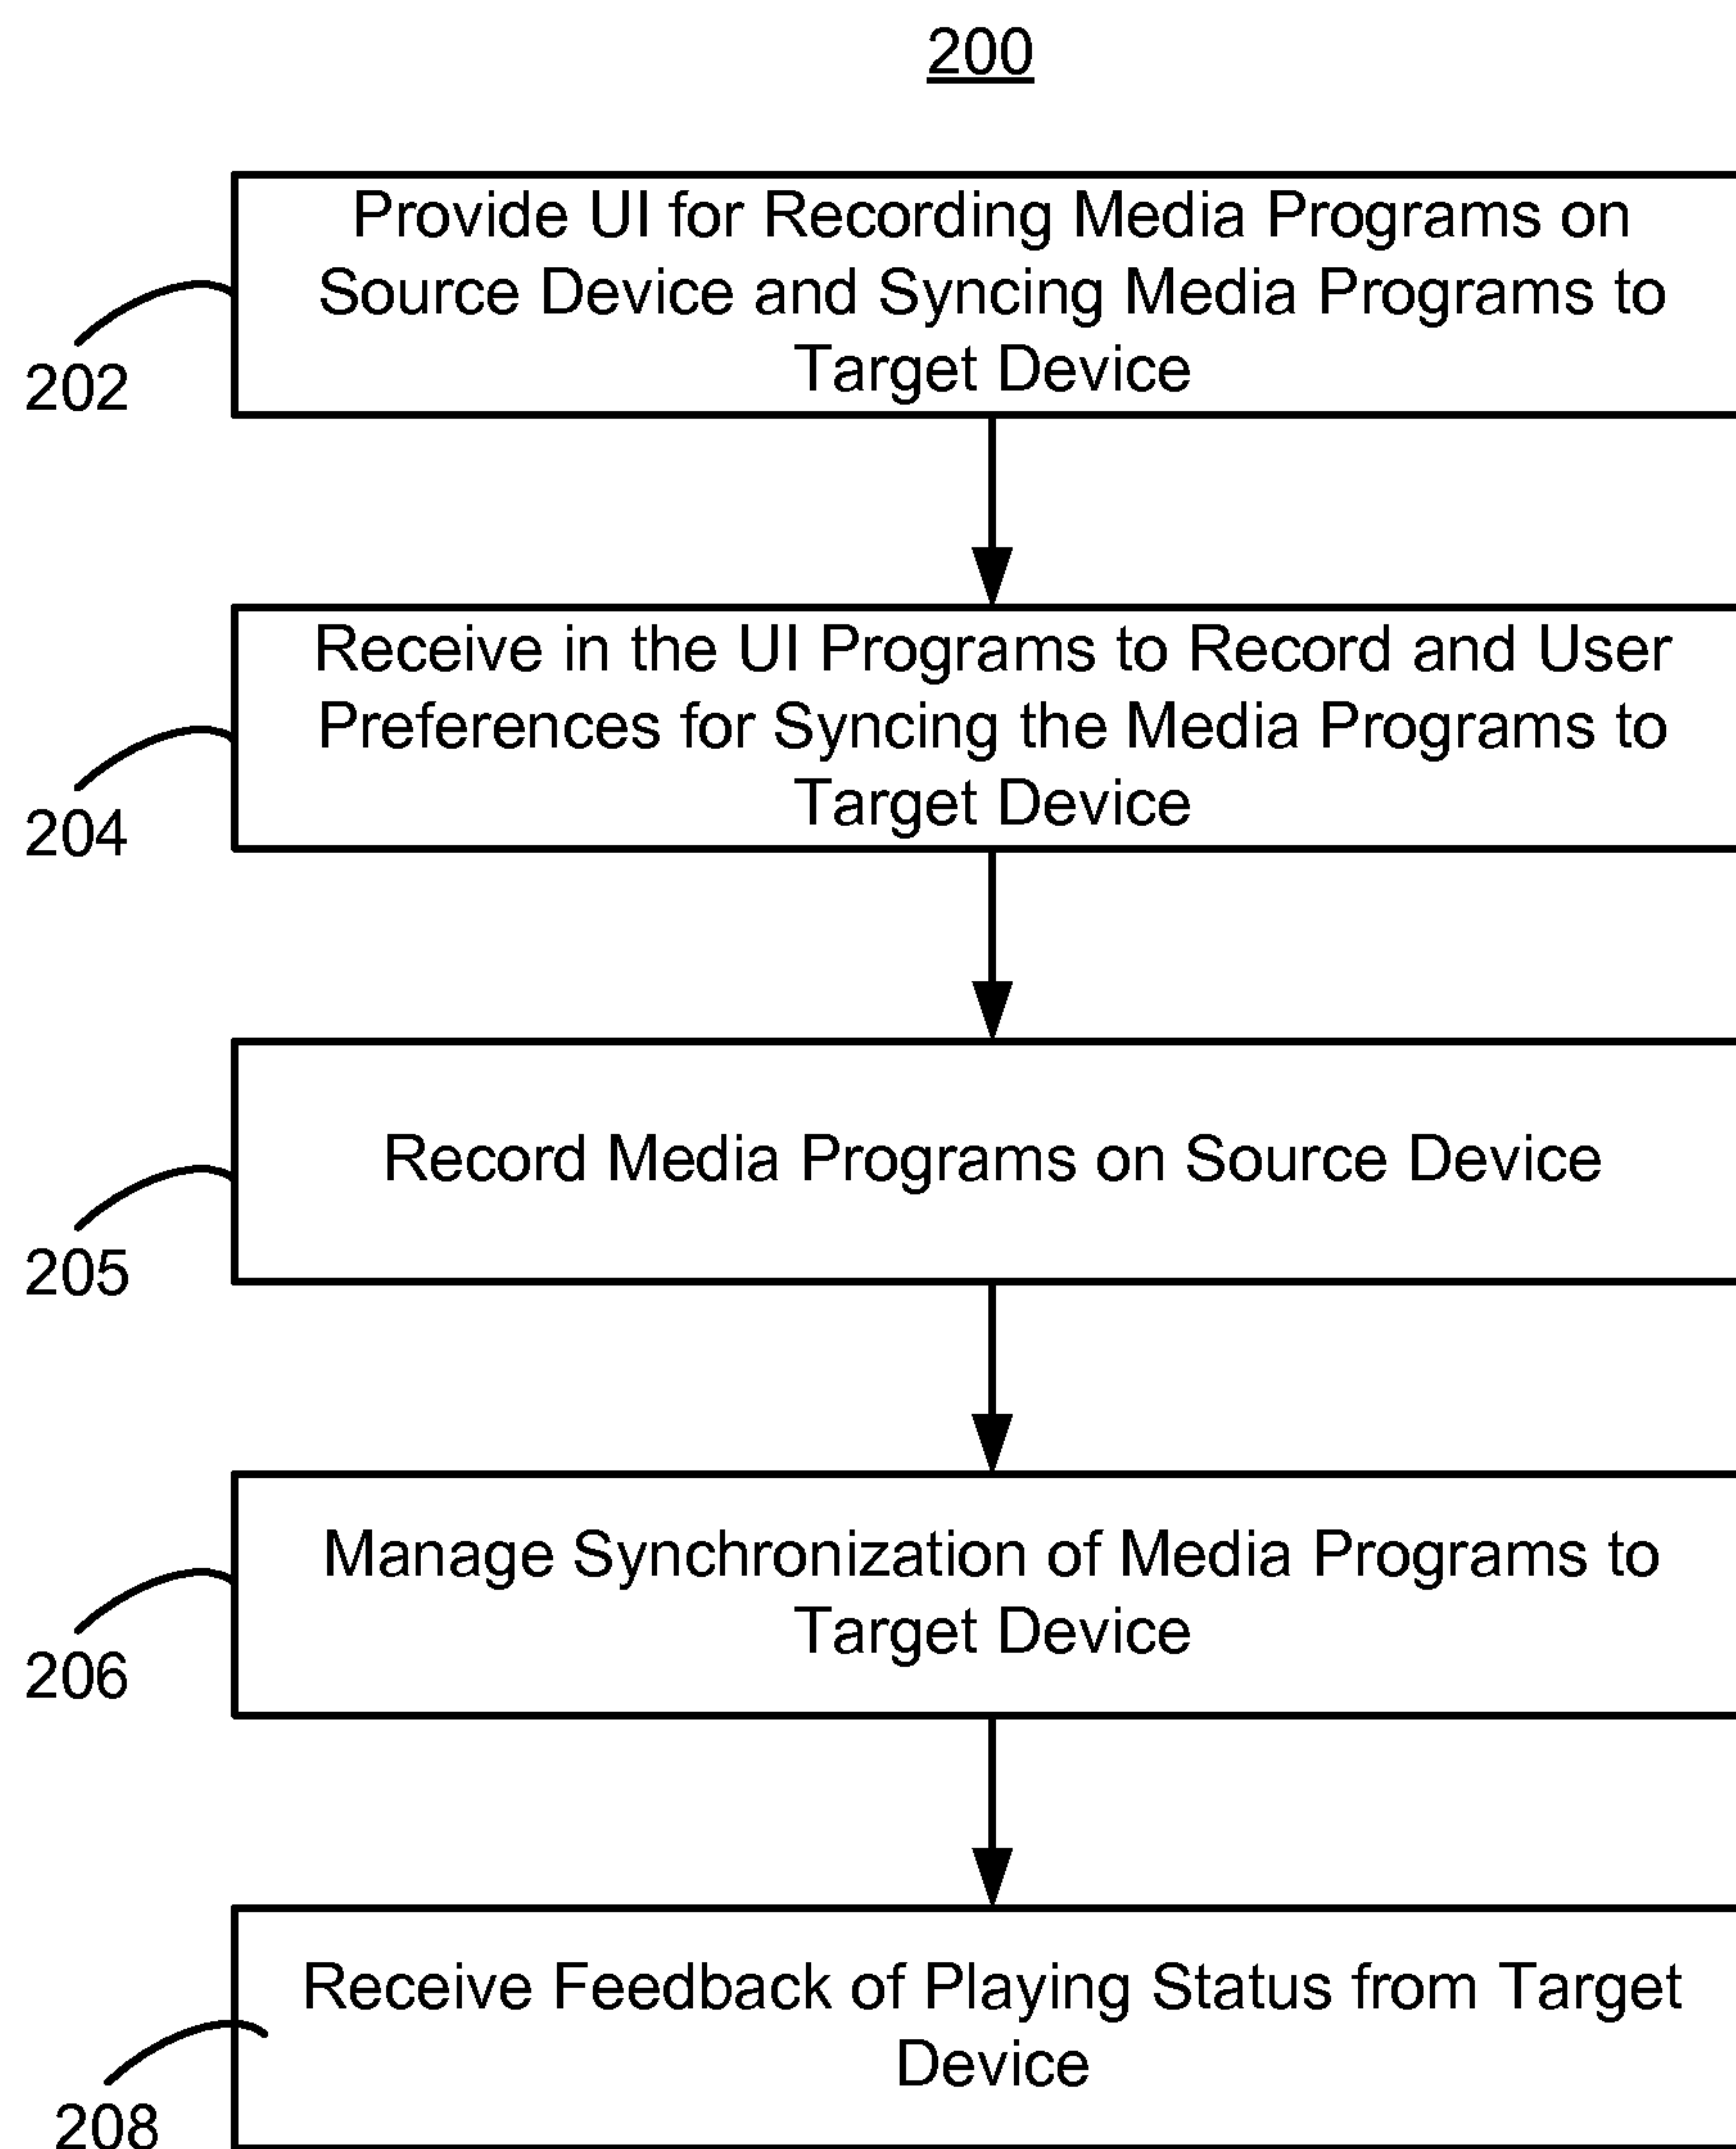 200
Provide UI for Recording Media Programs on
Source Device and Syncing Media Programs to
Target Device
202
Receive in the UI Programs to Record and User
Preferences for Syncing the Media Programs to
Target Device
204
Record Media Programs on Source Device
205
Manage Synchronization of Media Programs to
Target Device
206
Receive Feedback of Playing Status from Target
Device
208